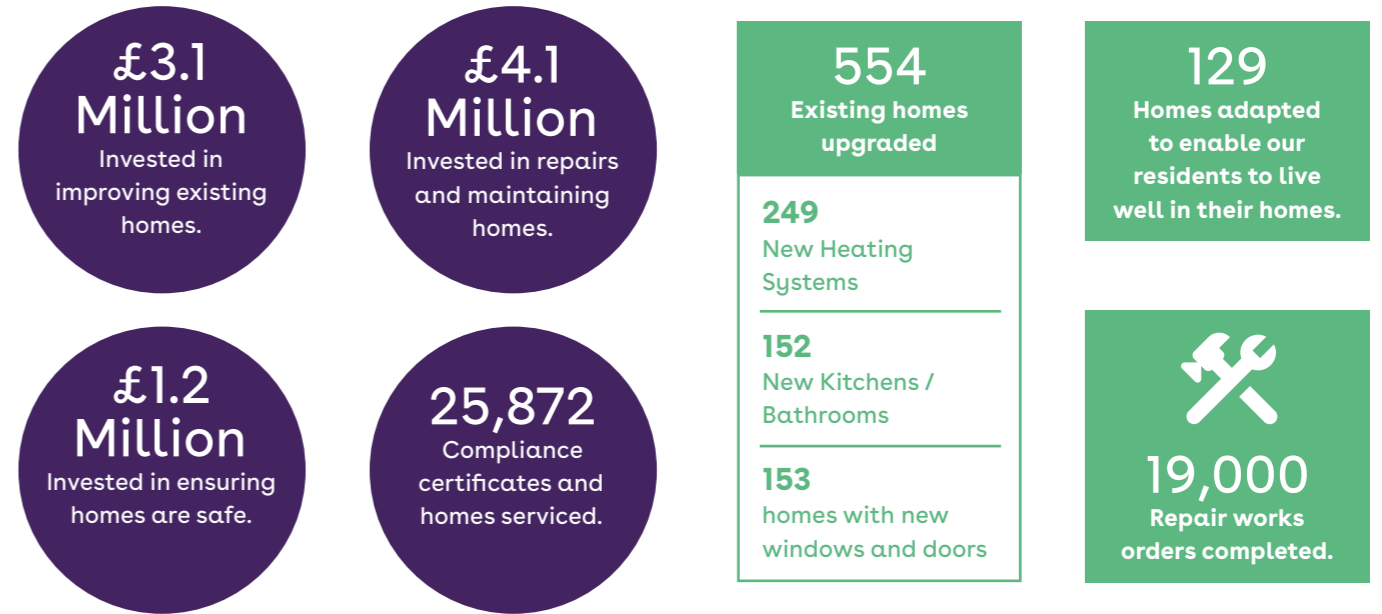 £3.1
Million
Invested in
improving existing
homes.
£4.1
Million
Invested in repairs
and maintaining
homes.
£1.2
Million
Invested in ensuring
homes are safe.
25,872
Compliance
certificates and
homes serviced.
554
Existing homes
upgraded
249
New Heating
Systems
152
New Kitchens /
Bathrooms
153
homes with new
windows and doors
129
Homes adapted
to enable our
residents to live
well in their homes.
19,000
Repair works
orders completed.